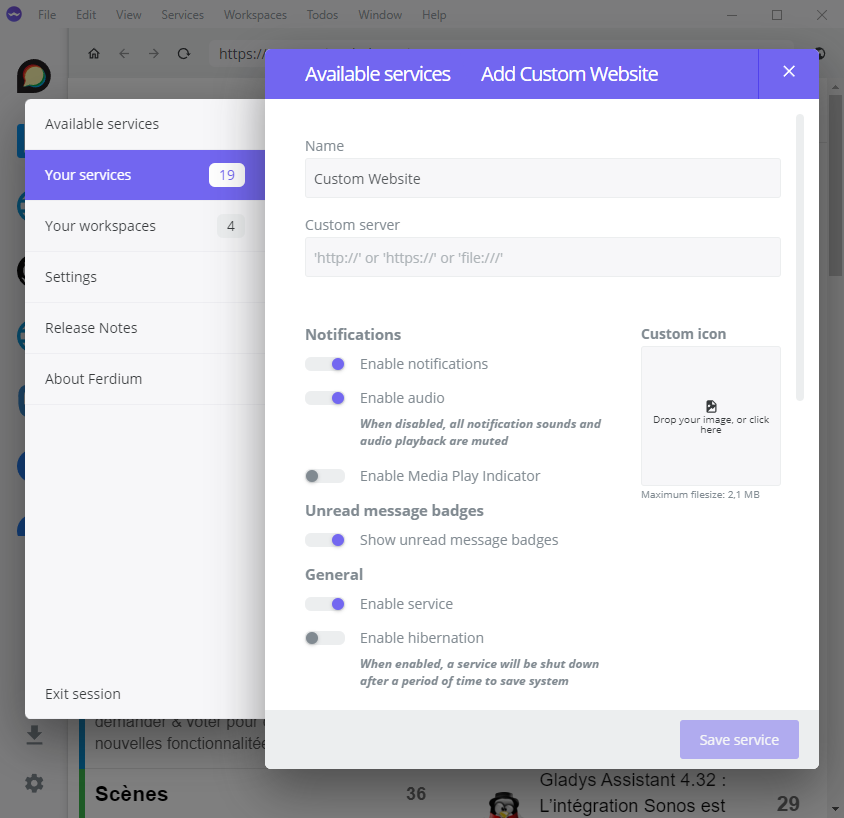 File Edit View Services Workspaces Todos Window Help
https://
Available services Add Custom Website
Available services
Your services 19
Your workspaces 4
Settings
Release Notes
About Ferdium
Exit session
Name
Custom Website
Custom server
'http://' or 'https://' or 'file:///'
Notifications
Enable notifications
Enable audio
When disabled, all notification sounds and
audio playback are muted
Enable Media Play Indicator
Custom icon
Drop your image, or click
here
Maximum filesize: 2,1 MB
Unread message badges
Show unread message badges
General
Enable service
Enable hibernation
When enabled, a service will be shut down
after a period of time to save system
Save service
demander & voter pour
nouvelles fonctionnalité
Scènes 36
Gladys Assistant 4.32 :
L'intégration Sonos est 29